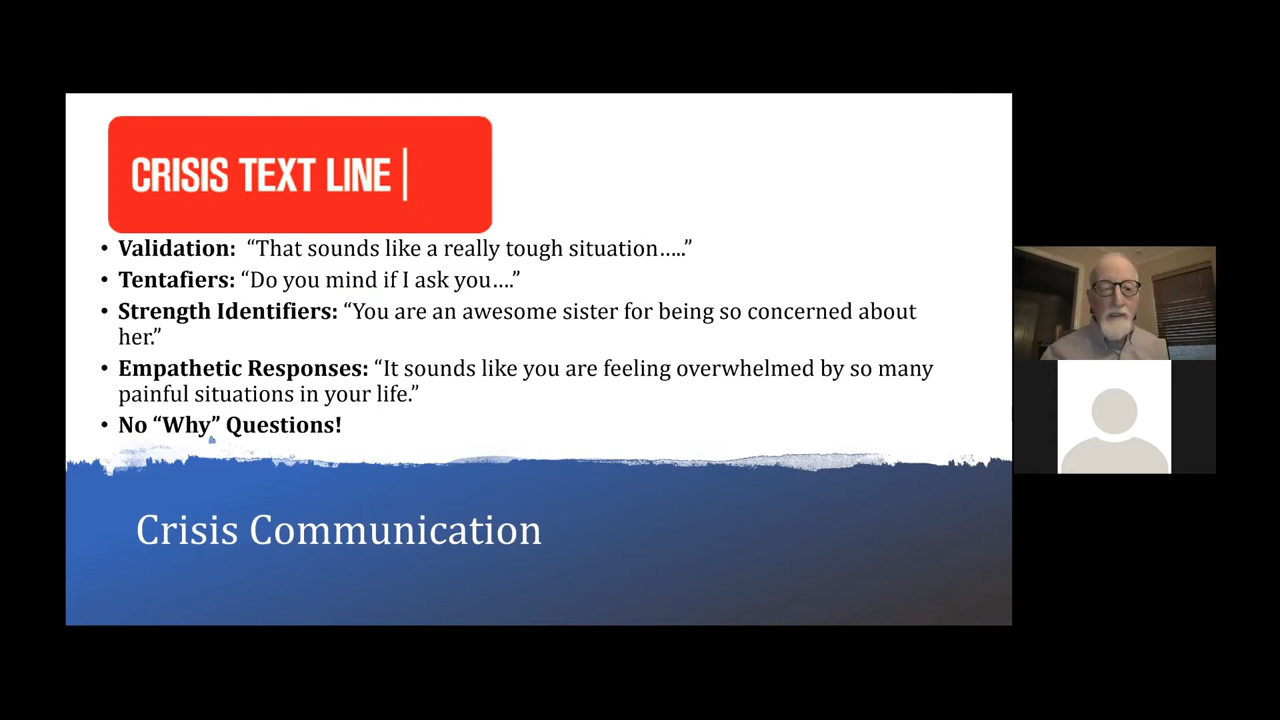 CRISIS TEXT LINE |
• Validation:  “That sounds like a really tough situation…..”
• Tentafiers: “Do you mind if I ask you….”
• Strength Identifiers: “You are an awesome sister for being so concerned about
her.”
• Empathetic Responses: “It sounds like you are feeling overwhelmed by so many
painful situations in your life.”
• No “Why” Questions!
Crisis Communication